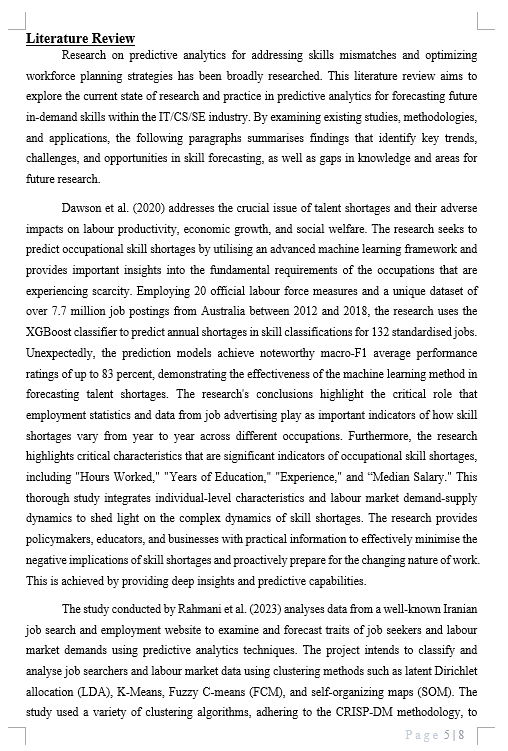 Literature Review
Research on predictive analytics for addressing skills mismatches and optimizing
workforce planning strategies has been broadly researched. This literature review aims to
explore the current state of research and practice in predictive analytics for forecasting future
in-demand skills within the IT/CS/SE industry. By examining existing studies, methodologies,
and applications, the following paragraphs summarises findings that identify key trends,
challenges, and opportunities in skill forecasting, as well as gaps in knowledge and areas for
future research.
Dawson et al. (2020) addresses the crucial issue of talent shortages and their adverse
impacts on labour productivity, economic growth, and social welfare. The research seeks to
predict occupational skill shortages by utilising an advanced machine learning framework and
provides important insights into the fundamental requirements of the occupations that are
experiencing scarcity. Employing 20 official labour force measures and a unique dataset of
over 7.7 million job postings from Australia between 2012 and 2018, the research uses the
XGBoost classifier to predict annual shortages in skill classifications for 132 standardised jobs.
Unexpectedly, the prediction models achieve noteworthy macro-F1 average performance
ratings of up to 83 percent, demonstrating the effectiveness of the machine learning method in
forecasting talent shortages. The research's conclusions highlight the critical role that
employment statistics and data from job advertising play as important indicators of how skill
shortages vary from year to year across different occupations. Furthermore, the research
highlights critical characteristics that are significant indicators of occupational skill shortages,
including "Hours Worked," "Years of Education," "Experience," and “Median Salary." This
thorough study integrates individual-level characteristics and labour market demand-supply
dynamics to shed light on the complex dynamics of skill shortages. The research provides
policymakers, educators, and businesses with practical information to effectively minimise the
negative implications of skill shortages and proactively prepare for the changing nature of work.
This is achieved by providing deep insights and predictive capabilities.
The study conducted by Rahmani et al. (2023) analyses data from a well-known Iranian
job search and employment website to examine and forecast traits of job seekers and labour
market demands using predictive analytics techniques. The project intends to classify and
analyse job searchers and labour market data using clustering methods such as latent Dirichlet
allocation (LDA), K-Means, Fuzzy C-means (FCM), and self-organizing maps (SOM). The
study used a variety of clustering algorithms, adhering to the CRISP-DM methodology, to
Page 5|8